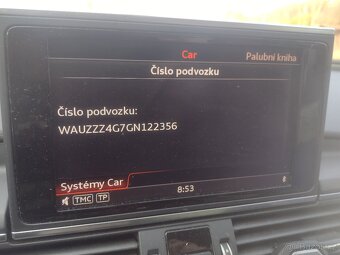 Car
Palubní kniha
Číslo podvozku
Číslo podvozku:
WAUZZZ4G7GN122356
Systémy Car
8:53
TMC TP